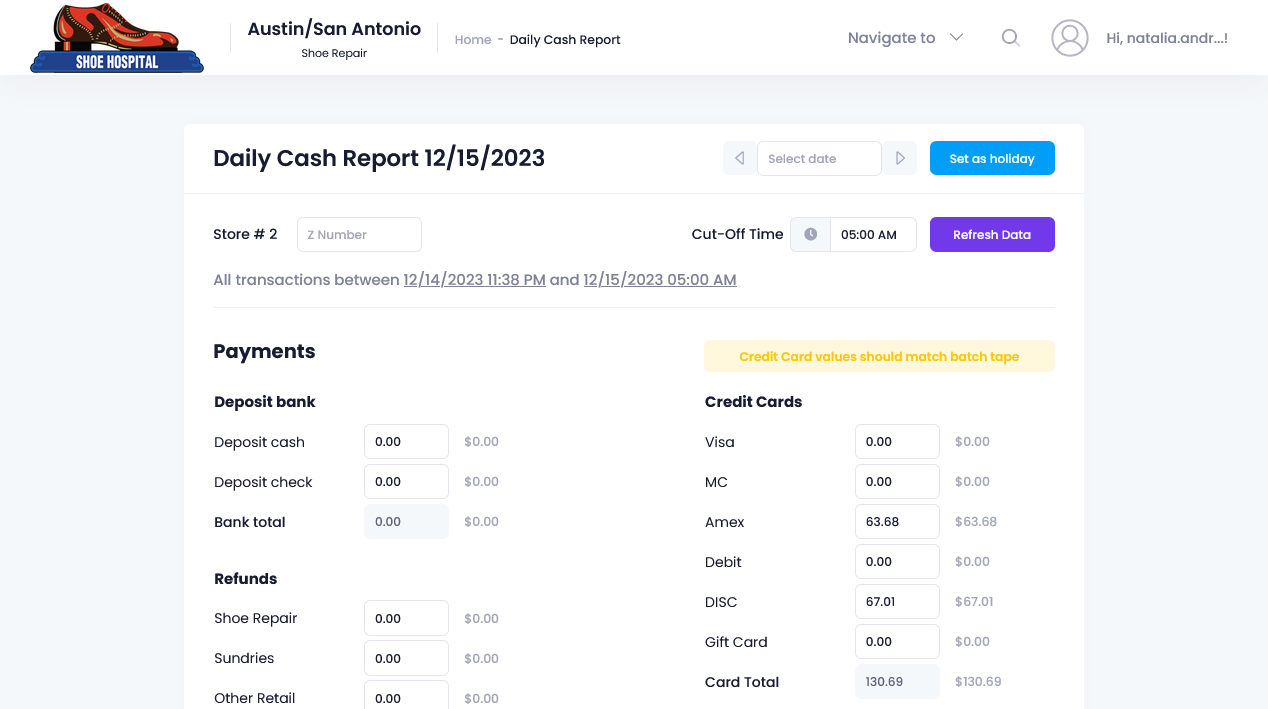 SHOE HOSPITAL
Austin/San Antonio
Shoe Repair
Home - Daily Cash Report
Navigate to
Hi, natalia.andr...!
Daily Cash Report 12/15/2023
Select date
Set as holiday
Store # 2
Z Number
Cut-Off Time
05:00 AM
Refresh Data
All transactions between 12/14/2023 11:38 PM and 12/15/2023 05:00 AM
Payments
Credit Card values should match batch tape
Deposit bank
Deposit cash 0.00 $0.00
Deposit check 0.00 $0.00
Bank total 0.00 $0.00
Refunds
Shoe Repair 0.00 $0.00
Sundries 0.00 $0.00
Other Retail 0.00 $0.00
Credit Cards
Visa 0.00 $0.00
MC 0.00 $0.00
Amex 63.68 $63.68
Debit 0.00 $0.00
DISC 67.01 $67.01
Gift Card 0.00 $0.00
Card Total 130.69 $130.69